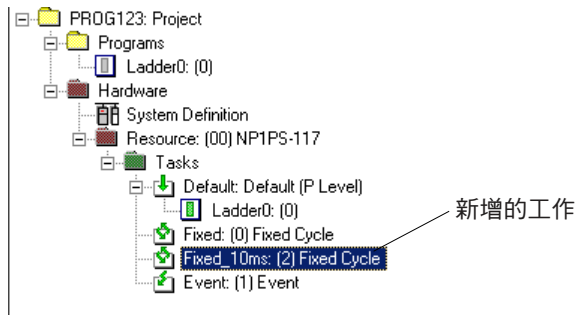 PROG123: Project
Programs
Ladder0: (0)
Hardware
System Definition
Resource: (00) NP1PS-117
Tasks
Default: Default (P Level)
Ladder0: (0)
Fixed: (0) Fixed Cycle
Fixed_10ms: (2) Fixed Cycle
Event: (1) Event
新增的工作